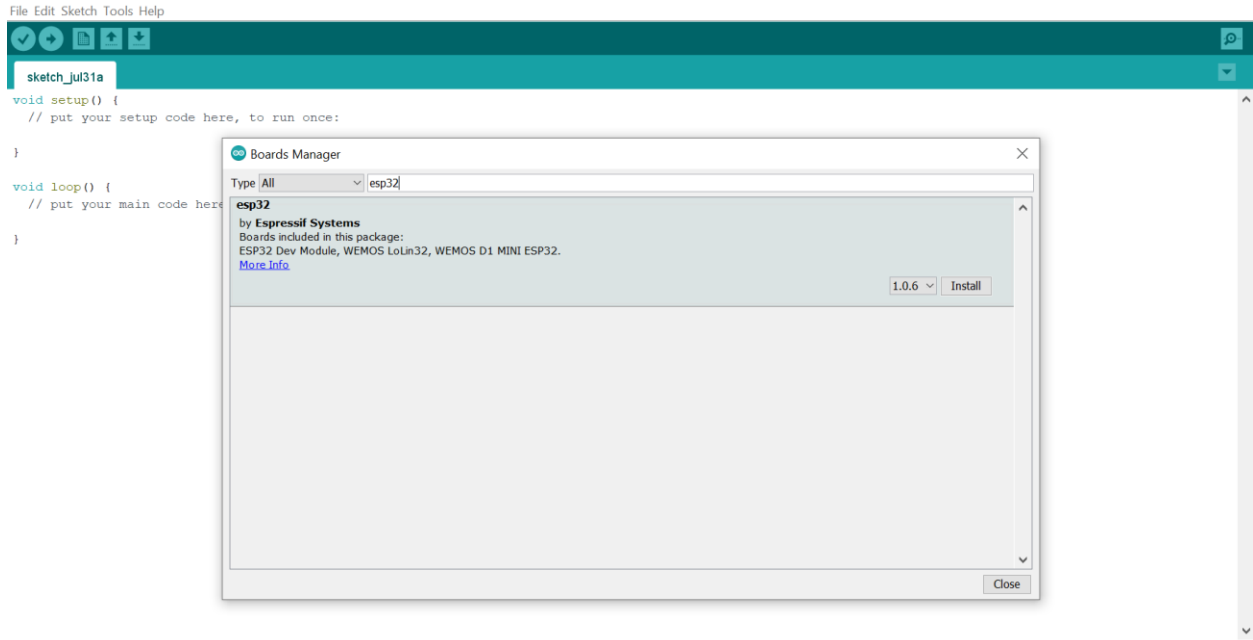 File Edit Sketch Tools Help
sketch_jul31a
void setup() {
// put your setup code here, to run once:
}
void loop() {
// put your main code here
}
Boards Manager
Type All esp32
esp32
by Espressif Systems
Boards included in this package:
ESP32 Dev Module, WEMOS LoLin32, WEMOS D1 MINI ESP32.
More Info
1.0.6 Install
Close